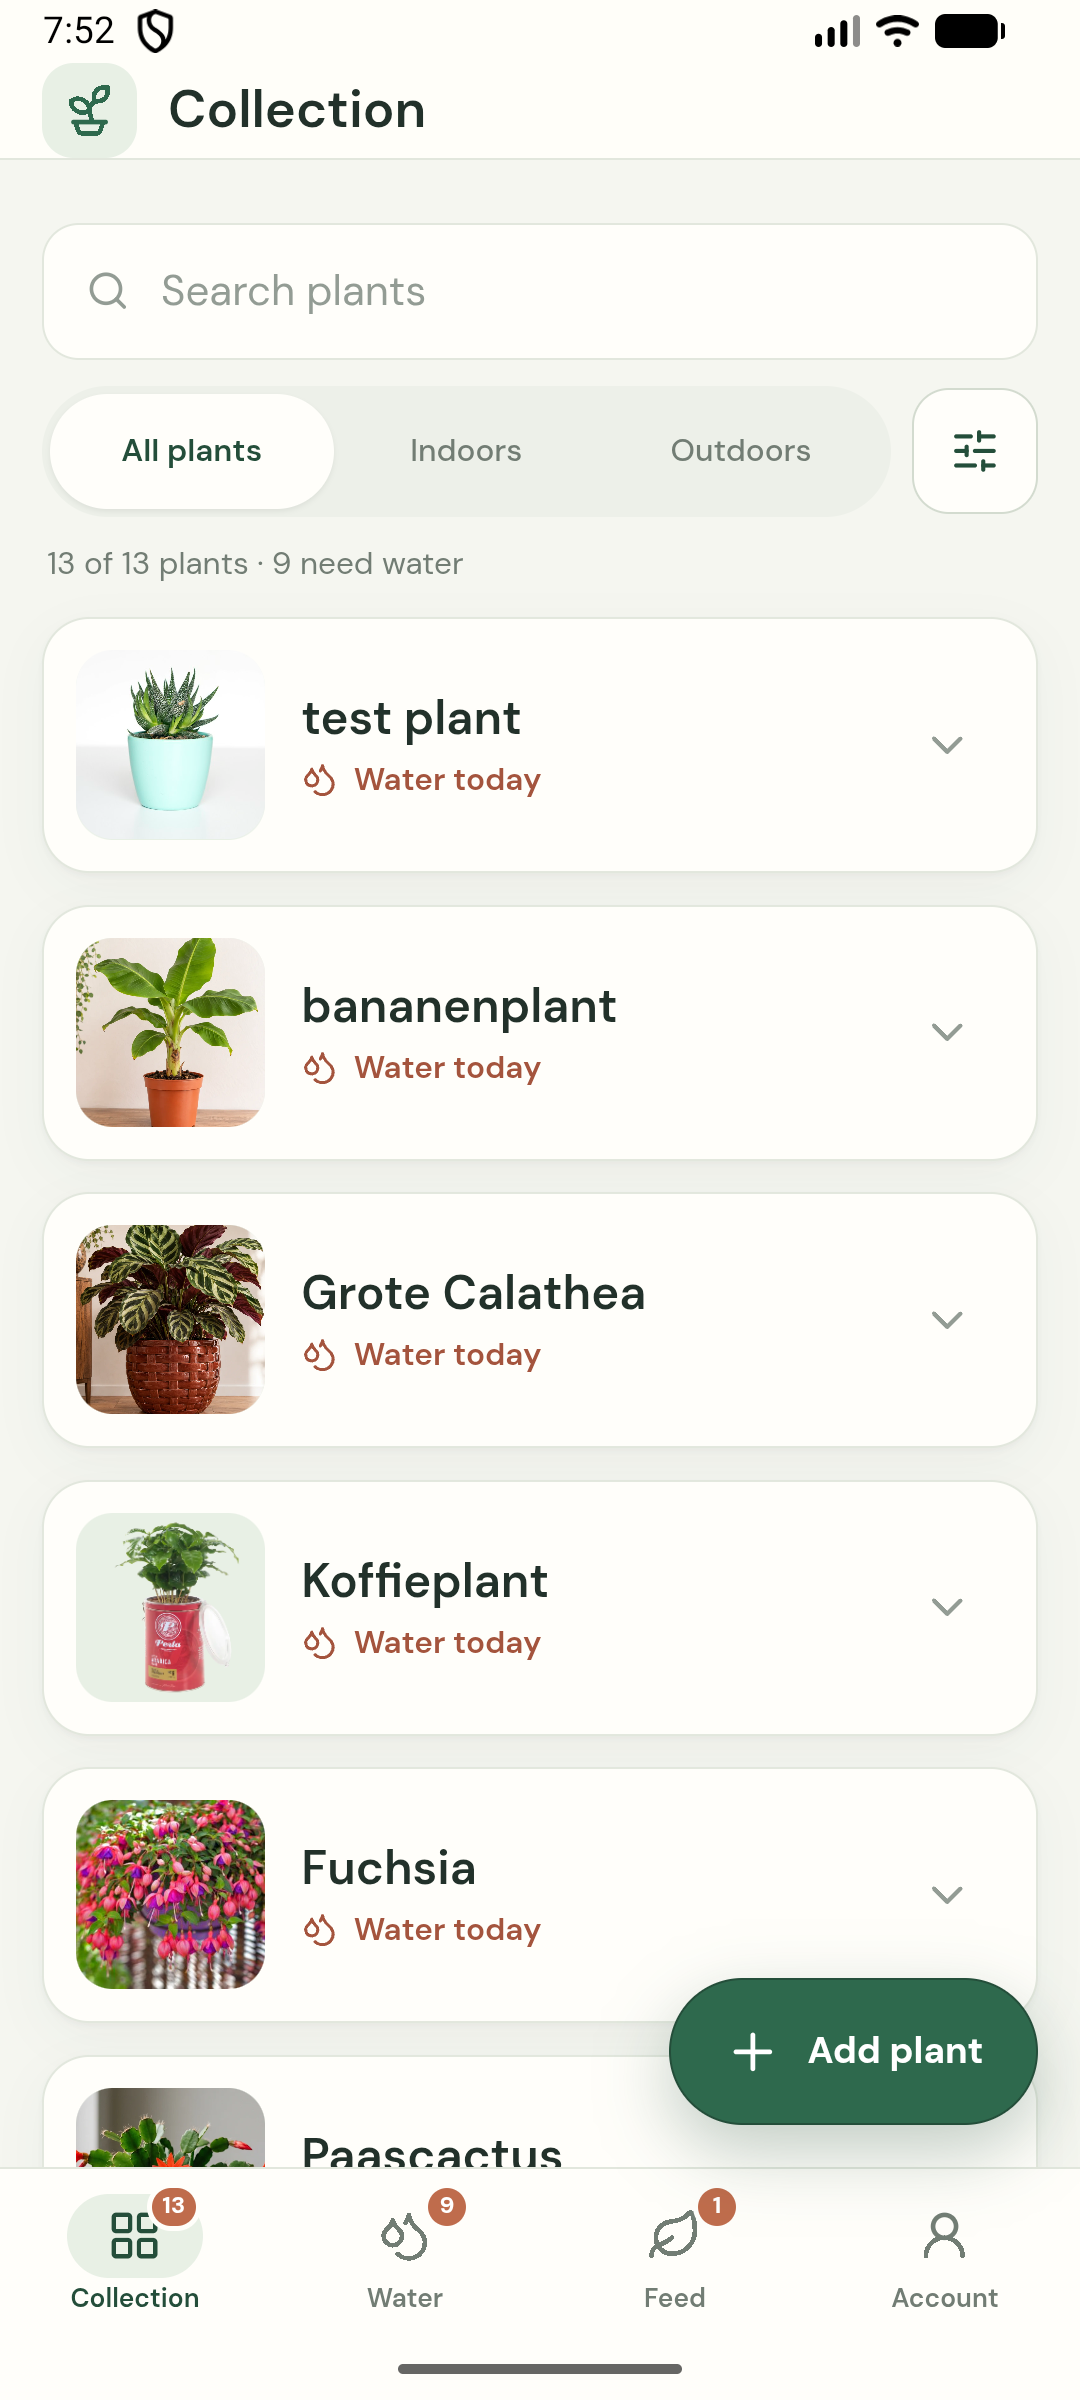 7:52
Collection
Search plants
All plants
Indoors
Outdoors
13 of 13 plants · 9 need water
test plant
Water today
bananenplant
Water today
Grote Calathea
Water today
Koffieplant
Water today
Perla
Fuchsia
Water today
Add plant
Paascactus
13
9
1
Collection
Water
Feed
Account